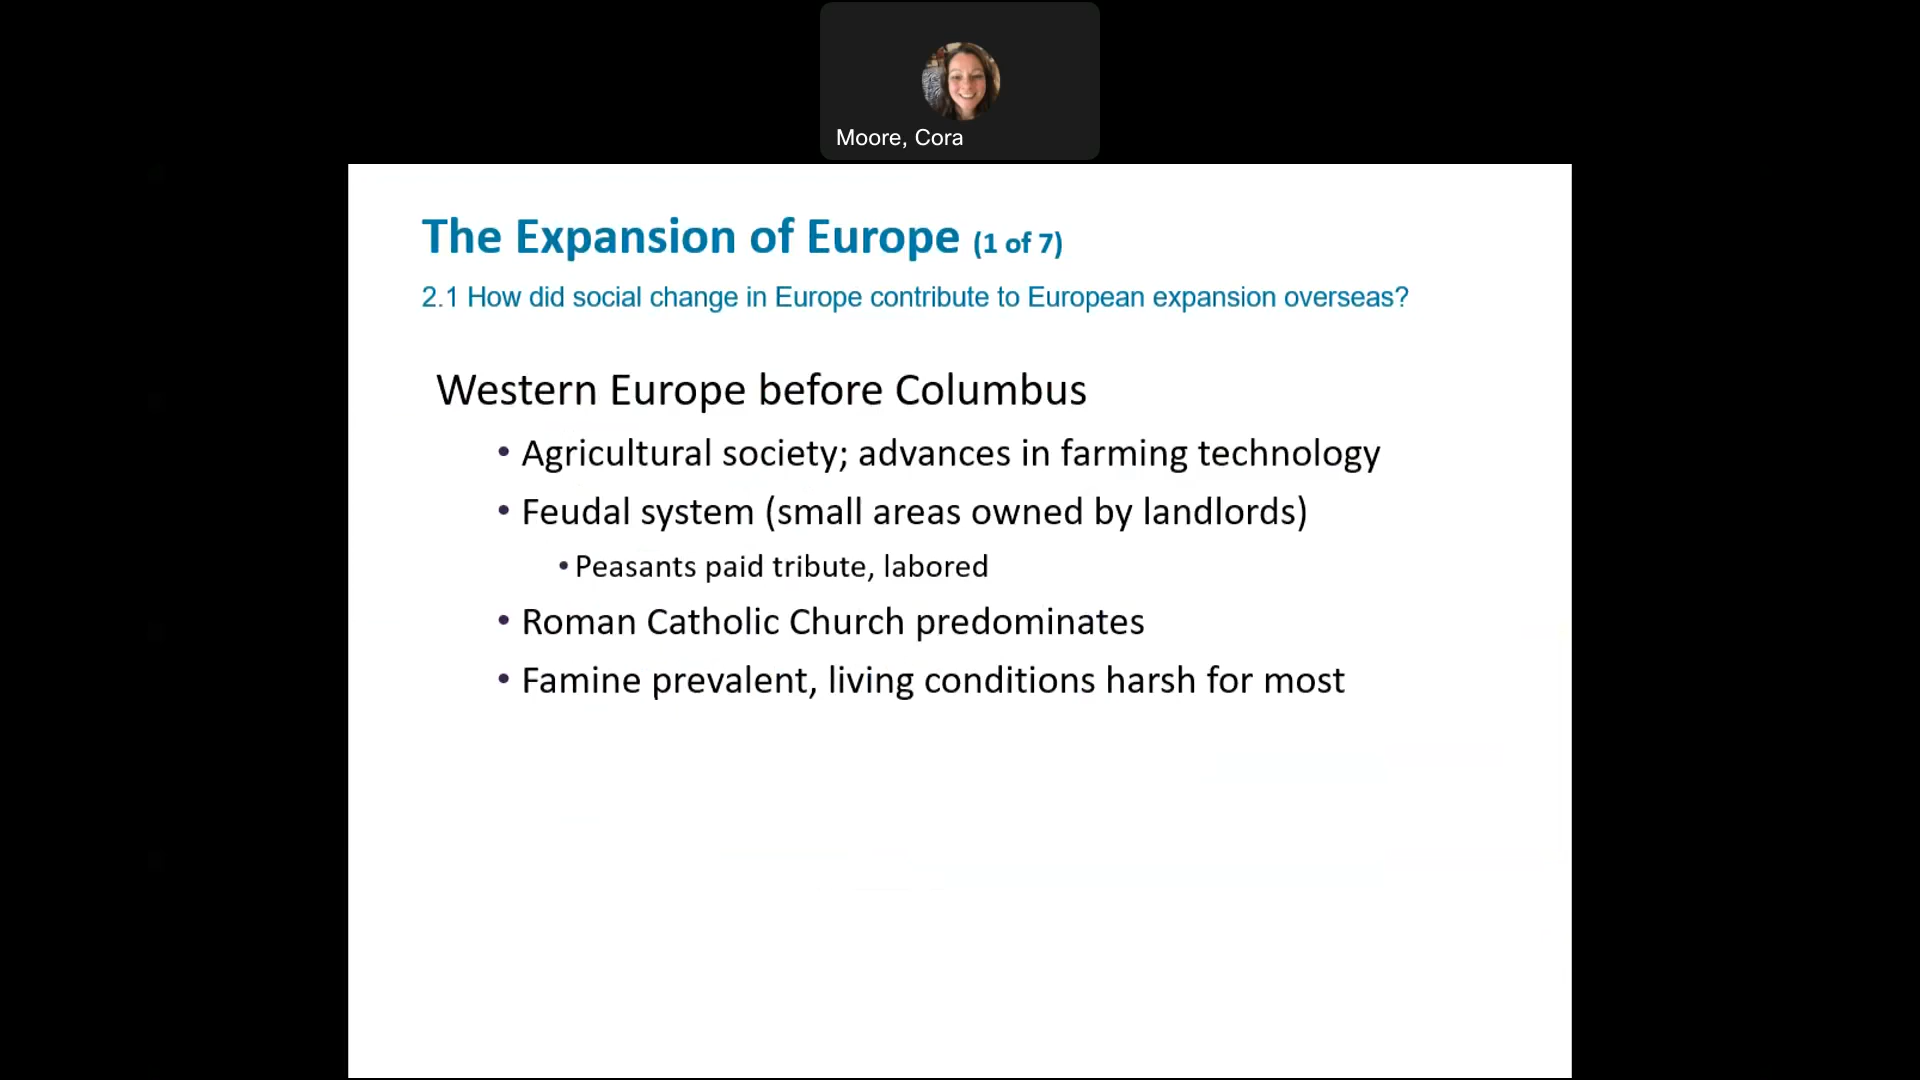 Moore, Cora
The Expansion of Europe (1 of 7)
2.1 How did social change in Europe contribute to European expansion overseas?
Western Europe before Columbus
• Agricultural society; advances in farming technology
• Feudal system (small areas owned by landlords)
• Peasants paid tribute, labored
• Roman Catholic Church predominates
• Famine prevalent, living conditions harsh for most